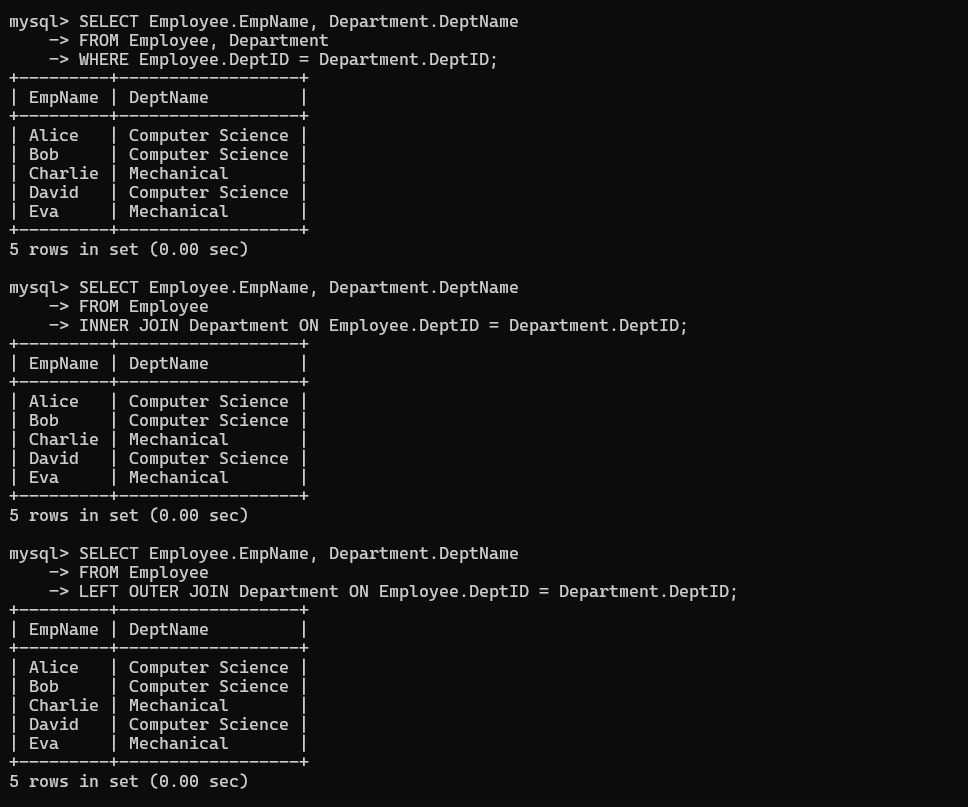 mysql> SELECT Employee.EmpName, Department.DeptName
    -> FROM Employee, Department
    -> WHERE Employee.DeptID = Department.DeptID;
+---------+------------------+
| EmpName | DeptName         |
+---------+------------------+
| Alice   | Computer Science |
| Bob     | Computer Science |
| Charlie | Mechanical       |
| David   | Computer Science |
| Eva     | Mechanical       |
+---------+------------------+
5 rows in set (0.00 sec)

mysql> SELECT Employee.EmpName, Department.DeptName
    -> FROM Employee
    -> INNER JOIN Department ON Employee.DeptID = Department.DeptID;
+---------+------------------+
| EmpName | DeptName         |
+---------+------------------+
| Alice   | Computer Science |
| Bob     | Computer Science |
| Charlie | Mechanical       |
| David   | Computer Science |
| Eva     | Mechanical       |
+---------+------------------+
5 rows in set (0.00 sec)

mysql> SELECT Employee.EmpName, Department.DeptName
    -> FROM Employee
    -> LEFT OUTER JOIN Department ON Employee.DeptID = Department.DeptID;
+---------+------------------+
| EmpName | DeptName         |
+---------+------------------+
| Alice   | Computer Science |
| Bob     | Computer Science |
| Charlie | Mechanical       |
| David   | Computer Science |
| Eva     | Mechanical       |
+---------+------------------+
5 rows in set (0.00 sec)